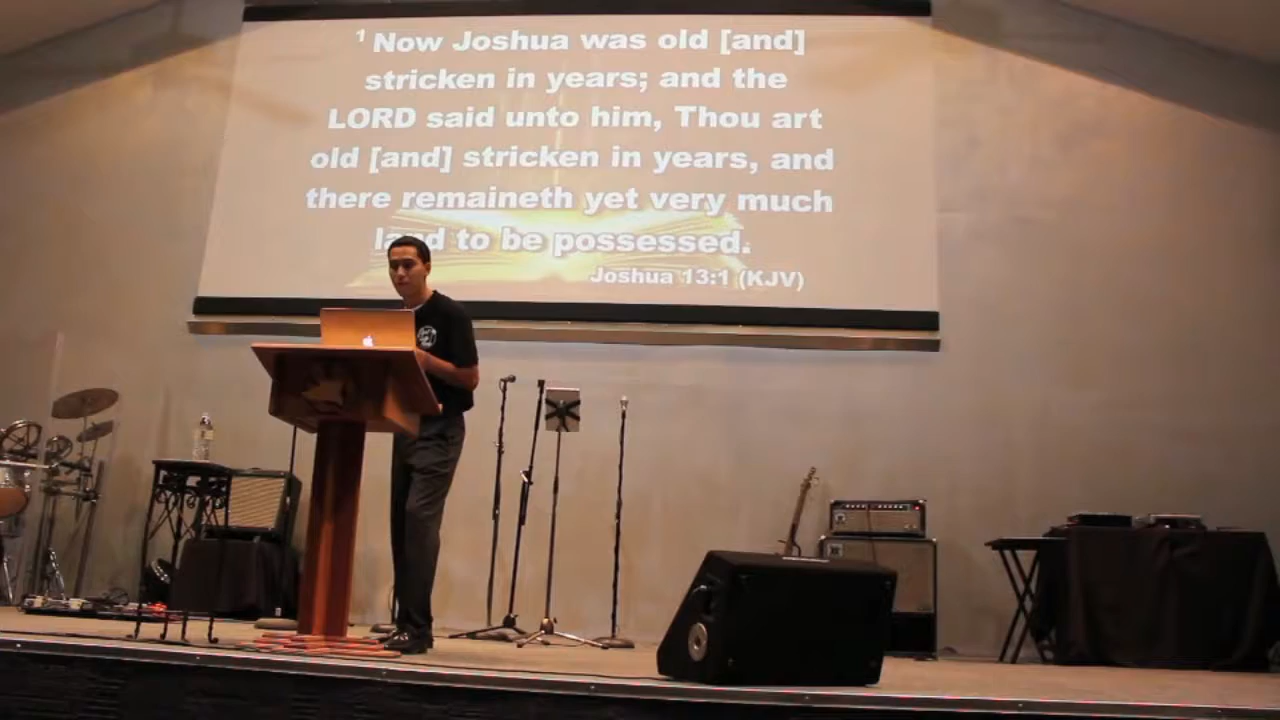 1 Now Joshua was old [and]
stricken in years; and the
LORD said unto him, Thou art
old [and] stricken in years, and
there remaineth yet very much
land to be possessed.
Joshua 13:1 (KJV)